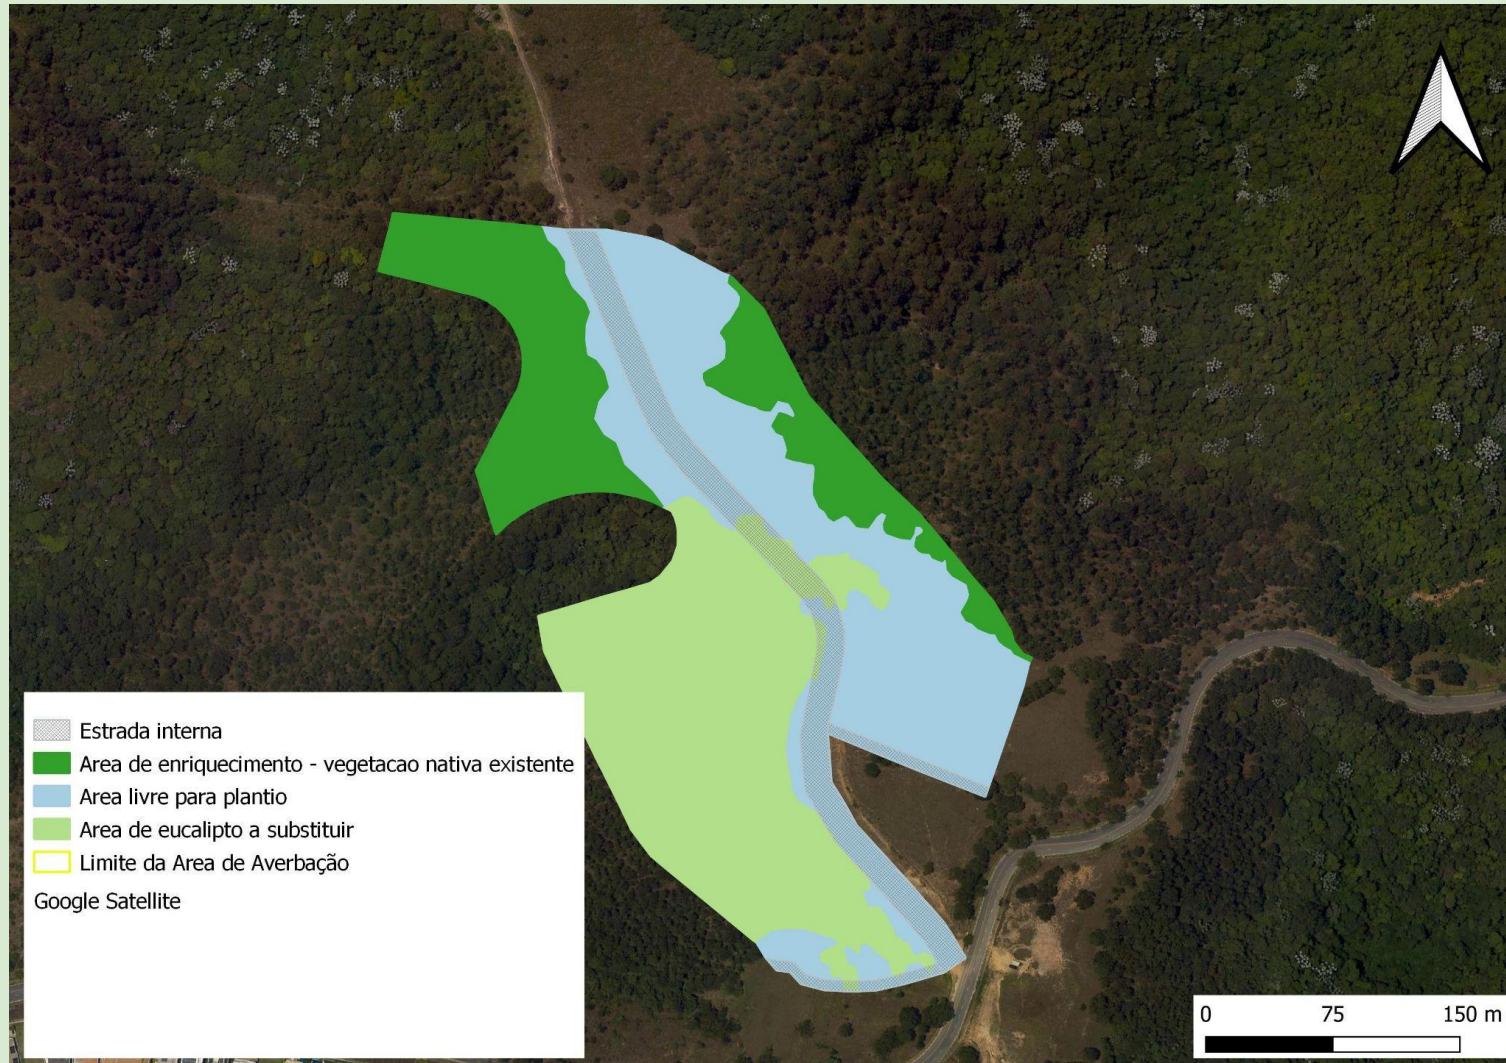 Estrada interna
Area de enriquecimento - vegetacao nativa existente
Area livre para plantio
Area de eucalipto a substituir
Limite da Area de Averbação
Google Satellite
0 75 150 m